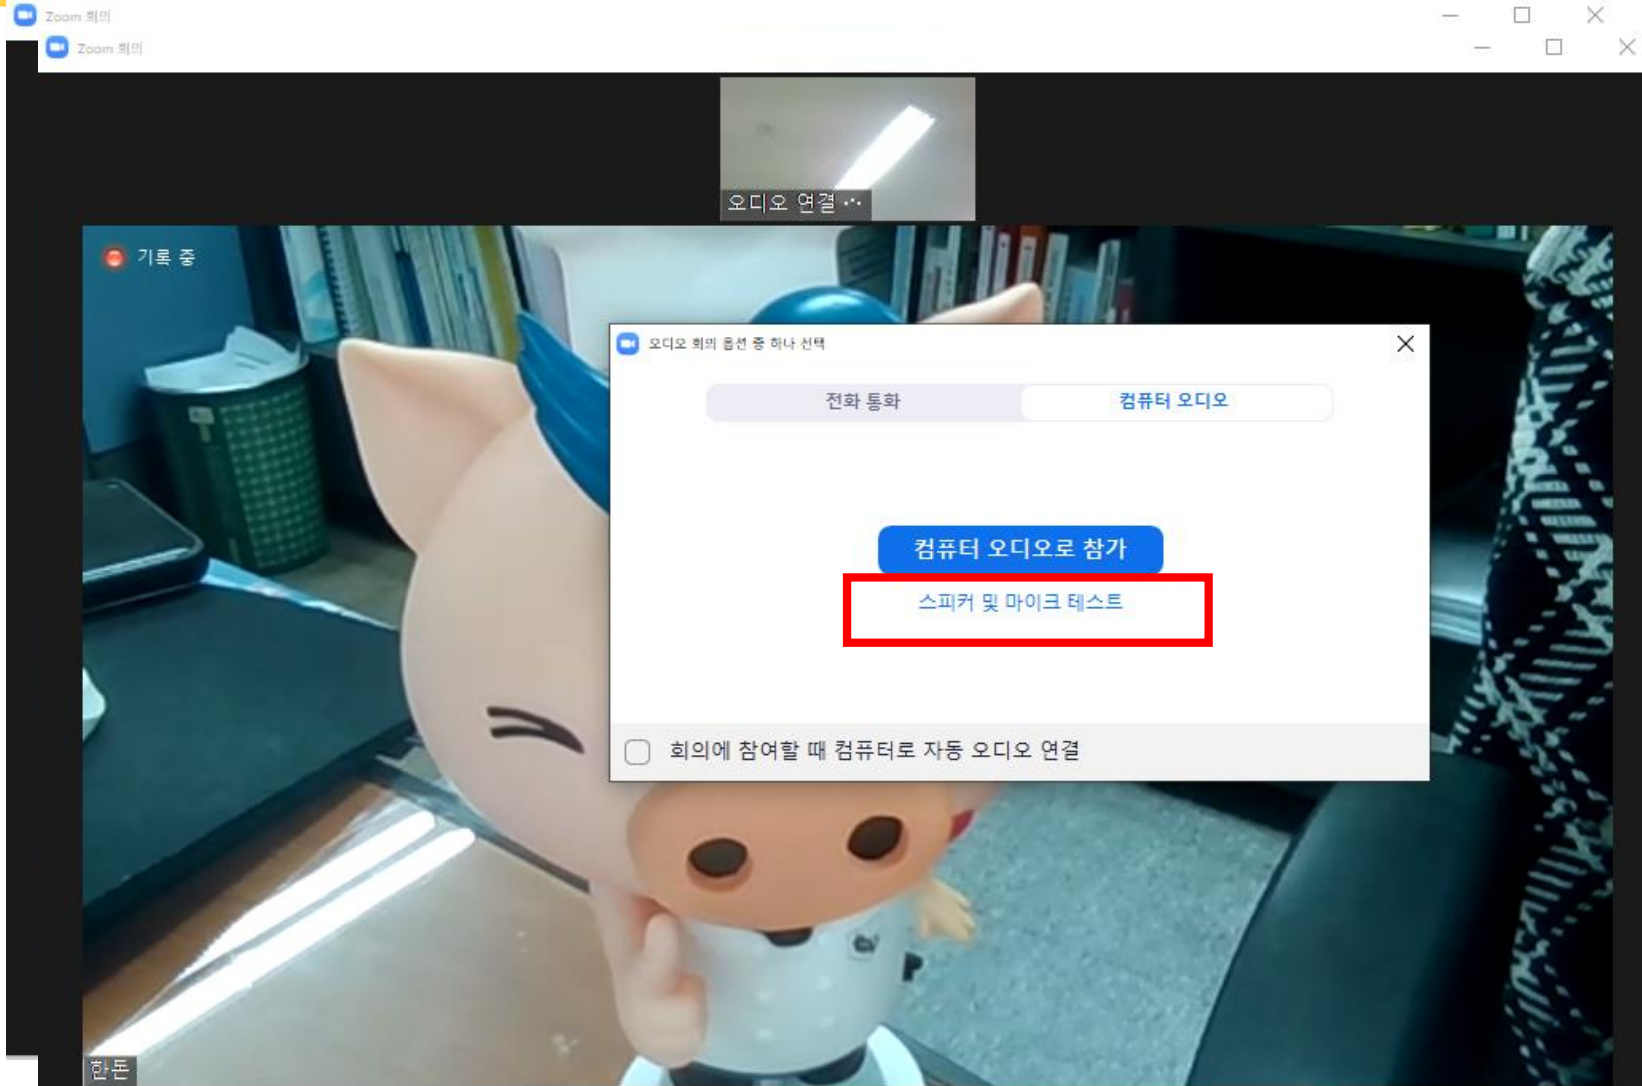 Zoom 회의
Zoom 회의
오디오 연결 ...
기록 중
오디오 회의 옵션 중 하나 선택
전화 통화
컴퓨터 오디오
컴퓨터 오디오로 참가
스피커 및 마이크 테스트
회의에 참여할 때 컴퓨터로 자동 오디오 연결
한돈